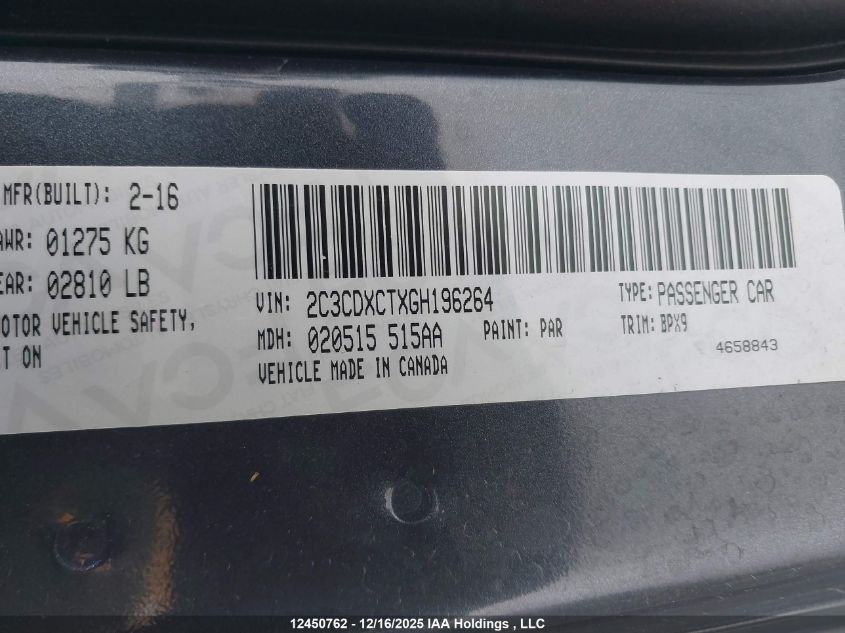 MFR(BUILT): 2-16
AWR: 01275 KG
EAR: 02810 LB
OTOR VEHICLE SAFETY,
CT ON
VIN: 2C3CDXCTXGH196264
TYPE: PASSENGER CAR
MDH: 020515 515AA
PAINT: PAR
TRIM: BPX9
VEHICLE MADE IN CANADA
4658843
12450762 - 12/16/2025 IAA Holdings , LLC